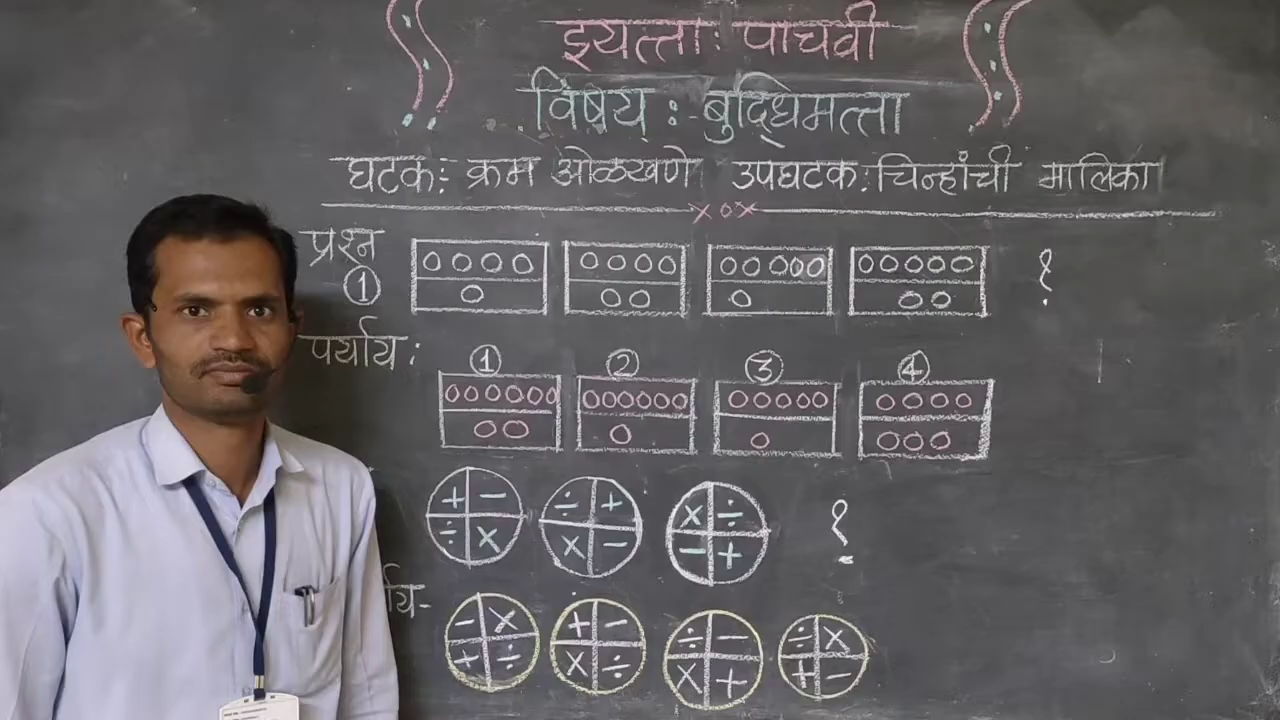 इयत्ता: पाचवी
विषय :- बुद्धिमत्ता
घटक:- क्रम ओळखणे उपघटक:- चिन्हांची मालिका
x o x
प्रश्न
① ?
पर्याय :
① ② ③ ④
+ - ÷ + × ÷ ?
÷ × × - - +
र्याय-
- × + - ÷ - ÷ ×
+ ÷ × ÷ × + + -